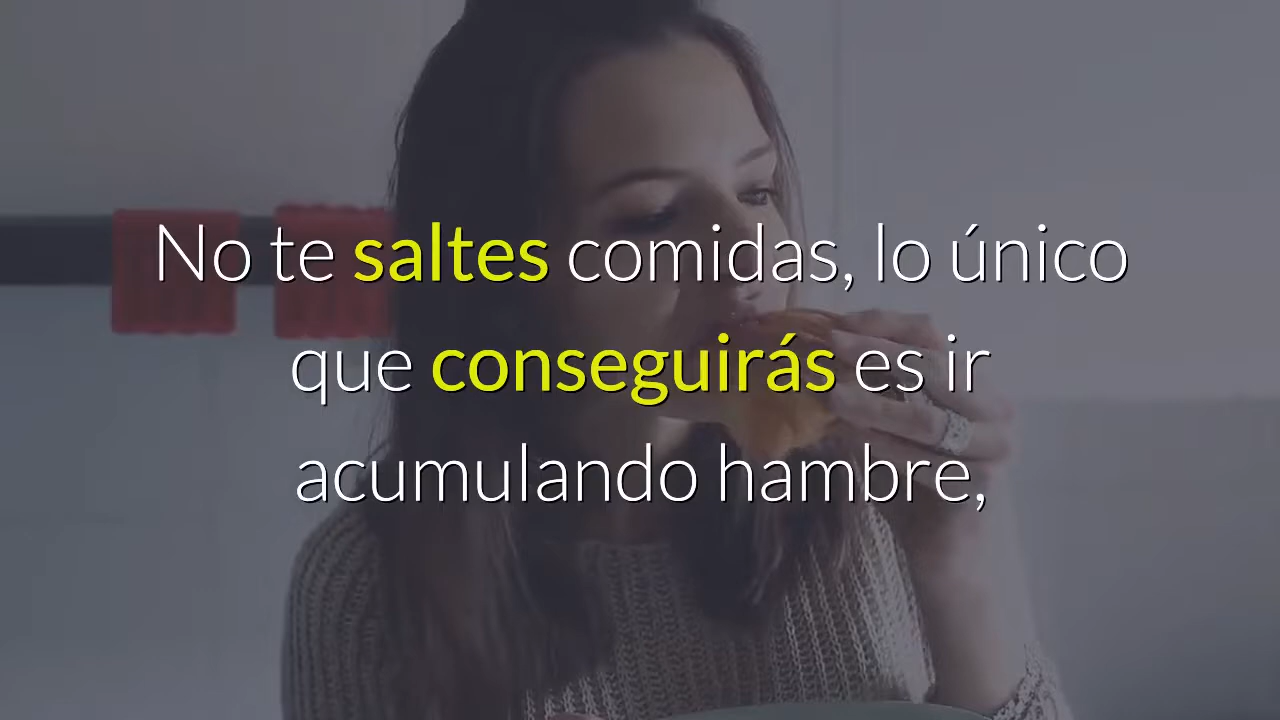 No te saltes comidas, lo único
que conseguirás es ir
acumulando hambre,